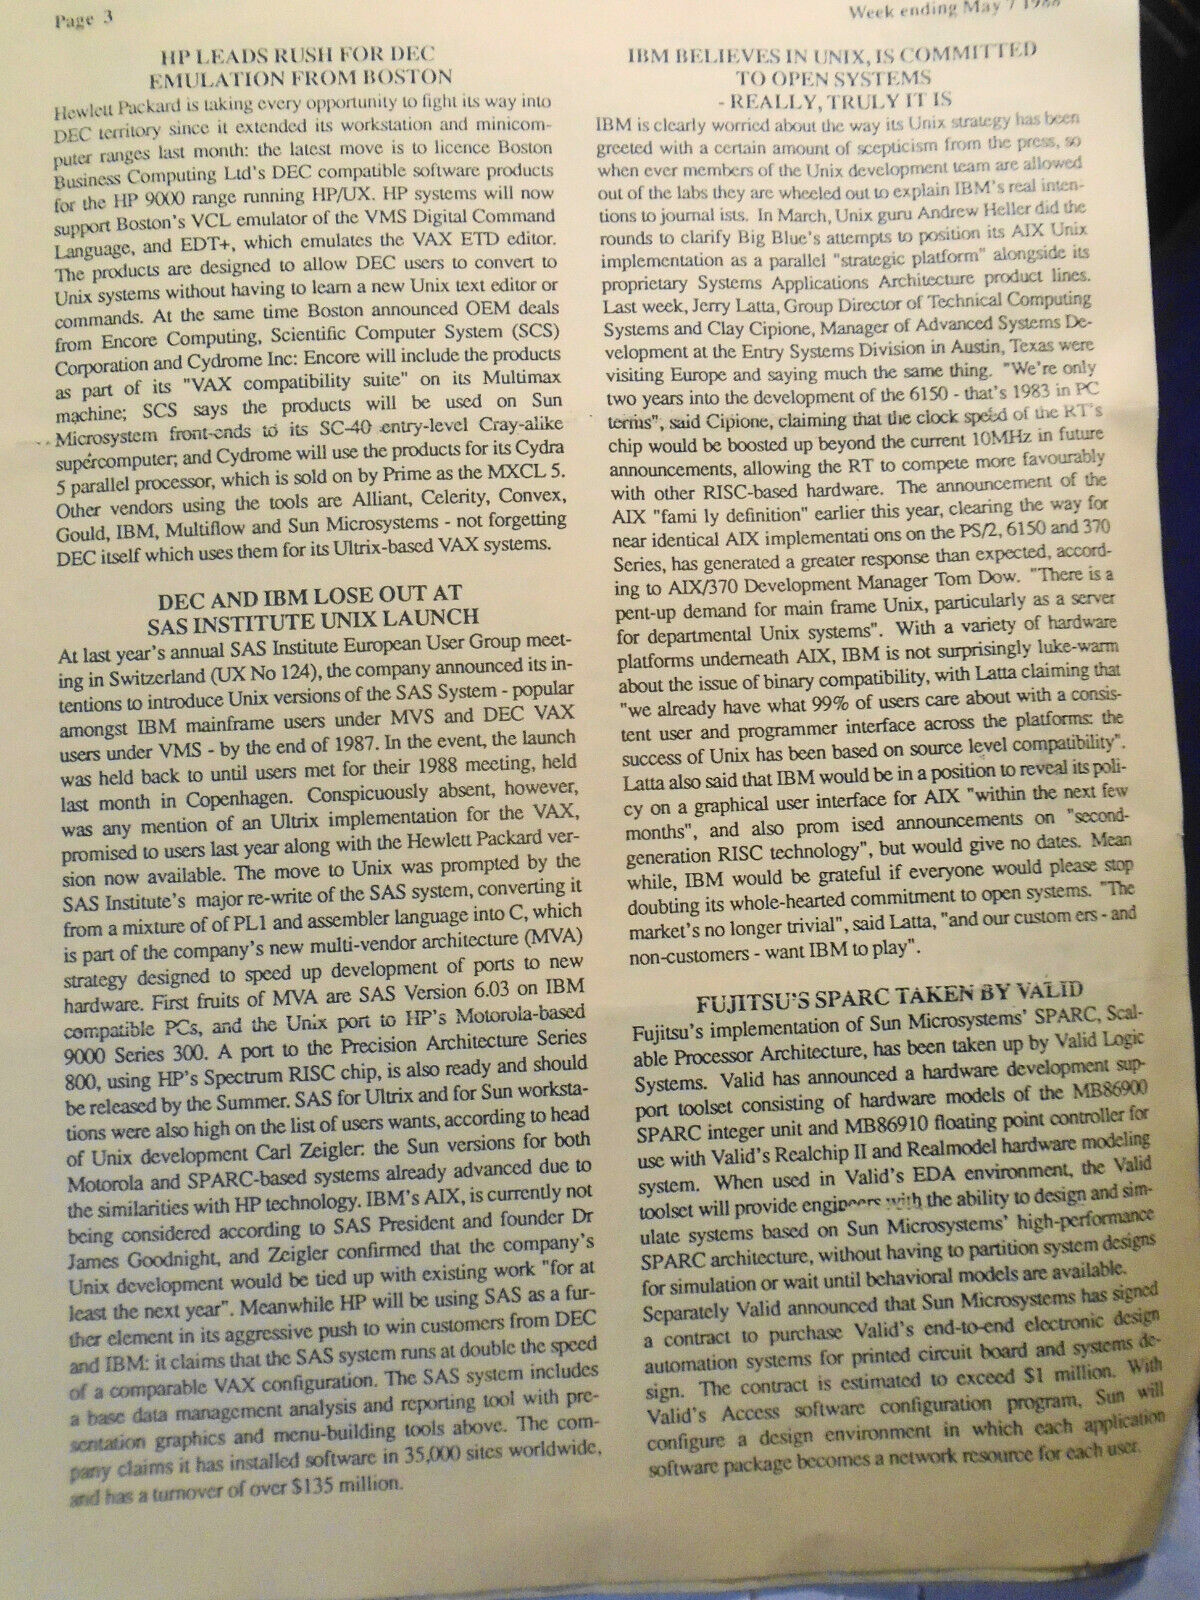 Page 3
Week ending May 7 1988
HP LEADS RUSH FOR DEC
EMULATION FROM BOSTON
Hewlett Packard is taking every opportunity to fight its way into
DEC territory since it extended its workstation and minicom-
puter ranges last month: the latest move is to licence Boston
Business Computing Ltd's DEC compatible software products
for the HP 9000 range running HP/UX. HP systems will now
support Boston's VCL emulator of the VMS Digital Command
Language, and EDT+, which emulates the VAX ETD editor.
The products are designed to allow DEC users to convert to
Unix systems without having to learn a new Unix text editor or
commands. At the same time Boston announced OEM deals
from Encore Computing, Scientific Computer System (SCS)
Corporation and Cydrome Inc: Encore will include the products
as part of its "VAX compatibility suite" on its Multimax
machine; SCS says the products will be used on Sun
Microsystem front-ends to its SC-40 entry-level Cray-alike
supercomputer; and Cydrome will use the products for its Cydra
5 parallel processor, which is sold on by Prime as the MXCL 5.
Other vendors using the tools are Alliant, Celerity, Convex,
Gould, IBM, Multiflow and Sun Microsystems - not forgetting
DEC itself which uses them for its Ultrix-based VAX systems.
DEC AND IBM LOSE OUT AT
SAS INSTITUTE UNIX LAUNCH
At last year's annual SAS Institute European User Group meet-
ing in Switzerland (UX No 124), the company announced its in-
tentions to introduce Unix versions of the SAS System - popular
amongst IBM mainframe users under MVS and DEC VAX
users under VMS - by the end of 1987. In the event, the launch
was held back to until users met for their 1988 meeting, held
last month in Copenhagen. Conspicuously absent, however,
was any mention of an Ultrix implementation for the VAX,
promised to users last year along with the Hewlett Packard ver-
sion now available. The move to Unix was prompted by the
SAS Institute's major re-write of the SAS system, converting it
from a mixture of of PL1 and assembler language into C, which
is part of the company's new multi-vendor architecture (MVA)
strategy designed to speed up development of ports to new
hardware. First fruits of MVA are SAS Version 6.03 on IBM
compatible PCs, and the Unix port to HP's Motorola-based
9000 Series 300. A port to the Precision Architecture Series
800, using HP's Spectrum RISC chip, is also ready and should
be released by the Summer. SAS for Ultrix and for Sun worksta-
tions were also high on the list of users wants, according to head
of Unix development Carl Zeigler: the Sun versions for both
Motorola and SPARC-based systems already advanced due to
the similarities with HP technology. IBM's AIX, is currently not
being considered according to SAS President and founder Dr
James Goodnight, and Zeigler confirmed that the company's
Unix development would be tied up with existing work "for at
least the next year". Meanwhile HP will be using SAS as a fur-
ther element in its aggressive push to win customers from DEC
and IBM: it claims that the SAS system runs at double the speed
of a comparable VAX configuration. The SAS system includes
a base data management analysis and reporting tool with pre-
sentation graphics and menu-building tools above. The com-
pany claims it has installed software in 35,000 sites worldwide,
and has a turnover of over $135 million.
IBM BELIEVES IN UNIX, IS COMMITTED
TO OPEN SYSTEMS
- REALLY, TRULY IT IS
IBM is clearly worried about the way its Unix strategy has been
greeted with a certain amount of scepticism from the press, so
when ever members of the Unix development team are allowed
out of the labs they are wheeled out to explain IBM's real inten-
tions to journal ists. In March, Unix guru Andrew Heller did the
rounds to clarify Big Blue's attempts to position its AIX Unix
implementation as a parallel "strategic platform" alongside its
proprietary Systems Applications Architecture product lines.
Last week, Jerry Latta, Group Director of Technical Computing
Systems and Clay Cipione, Manager of Advanced Systems De-
velopment at the Entry Systems Division in Austin, Texas were
visiting Europe and saying much the same thing. "We're only
two years into the development of the 6150 - that's 1983 in PC
terms", said Cipione, claiming that the clock speed of the RT's
chip would be boosted up beyond the current 10MHz in future
announcements, allowing the RT to compete more favourably
with other RISC-based hardware. The announcement of the
AIX "fami ly definition" earlier this year, clearing the way for
near identical AIX implementati ons on the PS/2, 6150 and 370
Series, has generated a greater response than expected, accord-
ing to AIX/370 Development Manager Tom Dow. "There is a
pent-up demand for main frame Unix, particularly as a server
for departmental Unix systems". With a variety of hardware
platforms underneath AIX, IBM is not surprisingly luke-warm
about the issue of binary compatibility, with Latta claiming that
"we already have what 99% of users care about with a consis-
tent user and programmer interface across the platforms: the
success of Unix has been based on source level compatibility".
Latta also said that IBM would be in a position to reveal its poli-
cy on a graphical user interface for AIX "within the next few
months", and also prom ised announcements on "second-
generation RISC technology", but would give no dates. Mean
while, IBM would be grateful if everyone would please stop
doubting its whole-hearted commitment to open systems. "The
market's no longer trivial", said Latta, "and our custom ers - and
non-customers - want IBM to play".
FUJITSU'S SPARC TAKEN BY VALID
Fujitsu's implementation of Sun Microsystems' SPARC, Scal-
able Processor Architecture, has been taken up by Valid Logic
Systems. Valid has announced a hardware development sup-
port toolset consisting of hardware models of the MB86900
SPARC integer unit and MB86910 floating point controller for
use with Valid's Realchip II and Realmodel hardware modeling
system. When used in Valid's EDA environment, the Valid
toolset will provide engineers with the ability to design and sim-
ulate systems based on Sun Microsystems' high-performance
SPARC architecture, without having to partition system designs
for simulation or wait until behavioral models are available.
Separately Valid announced that Sun Microsystems has signed
a contract to purchase Valid's end-to-end electronic design
automation systems for printed circuit board and systems de-
sign. The contract is estimated to exceed $1 million. With
Valid's Access software configuration program, Sun will
configure a design environment in which each application
software package becomes a network resource for each user.